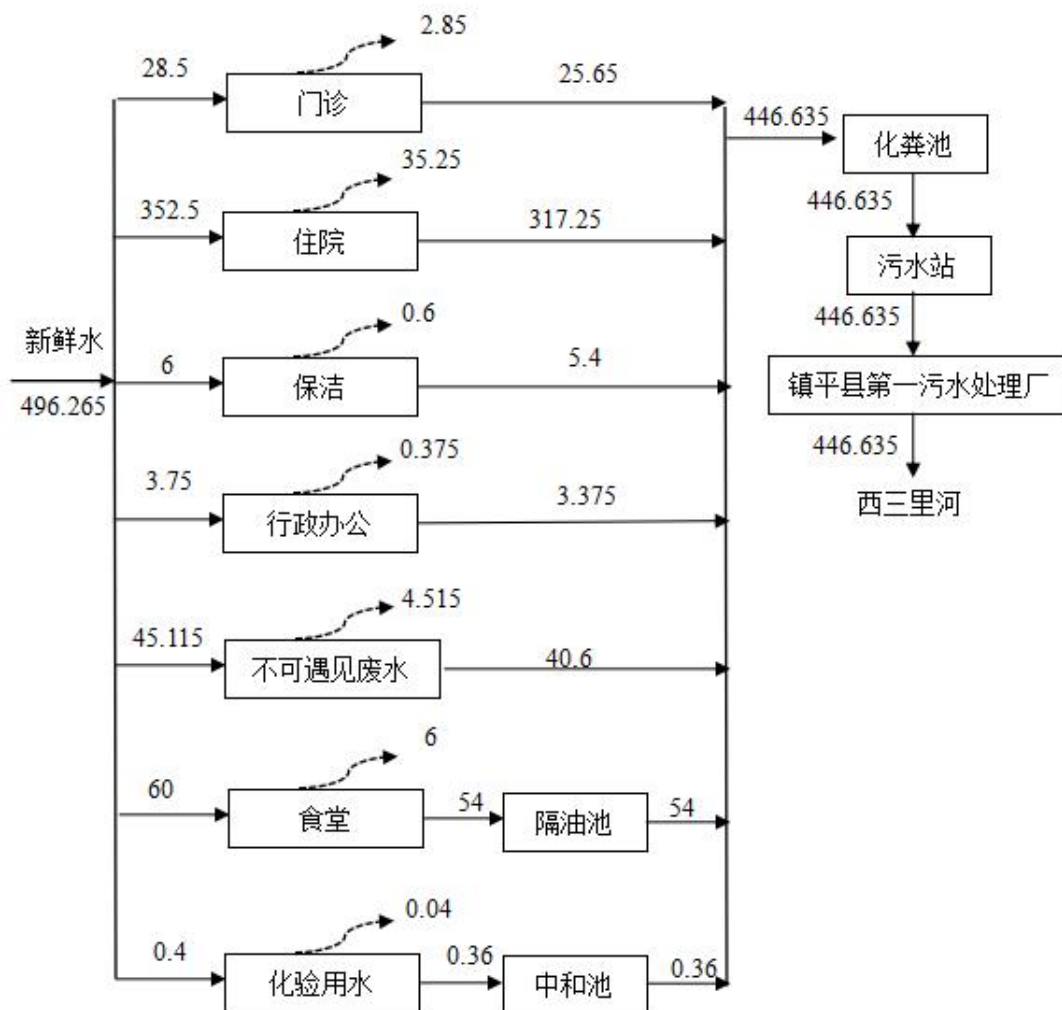 2.85
28.5
门诊
25.65
446.635
化粪池
35.25
352.5
住院
317.25
446.635
污水站
0.6
新鲜水
496.265
6
保洁
5.4
446.635
镇平县第一污水处理厂
0.375
3.75
行政办公
3.375
446.635
西三里河
4.515
45.115
不可遇见废水
40.6
6
60
食堂
54
隔油池
54
0.04
0.4
化验用水
0.36
中和池
0.36